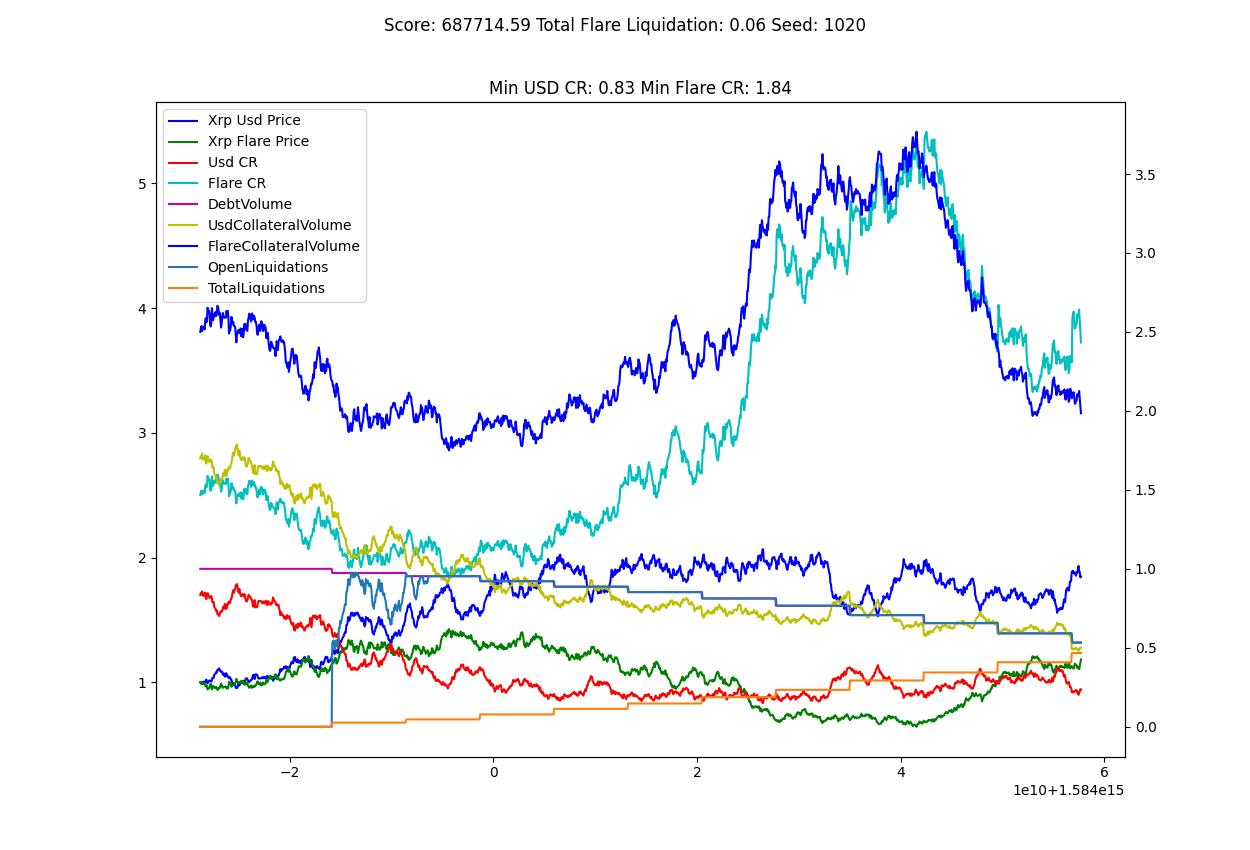 Score: 687714.59 Total Flare Liquidation: 0.06 Seed: 1020
Min USD CR: 0.83 Min Flare CR: 1.84
Xrp Usd Price
Xrp Flare Price
Usd CR
Flare CR
DebtVolume
UsdCollateralVolume
FlareCollateralVolume
OpenLiquidations
TotalLiquidations
5
4
3
2
1
3.5
3.0
2.5
2.0
1.5
1.0
0.5
0.0
−2
0
2
4
6
1e10+1.584e15